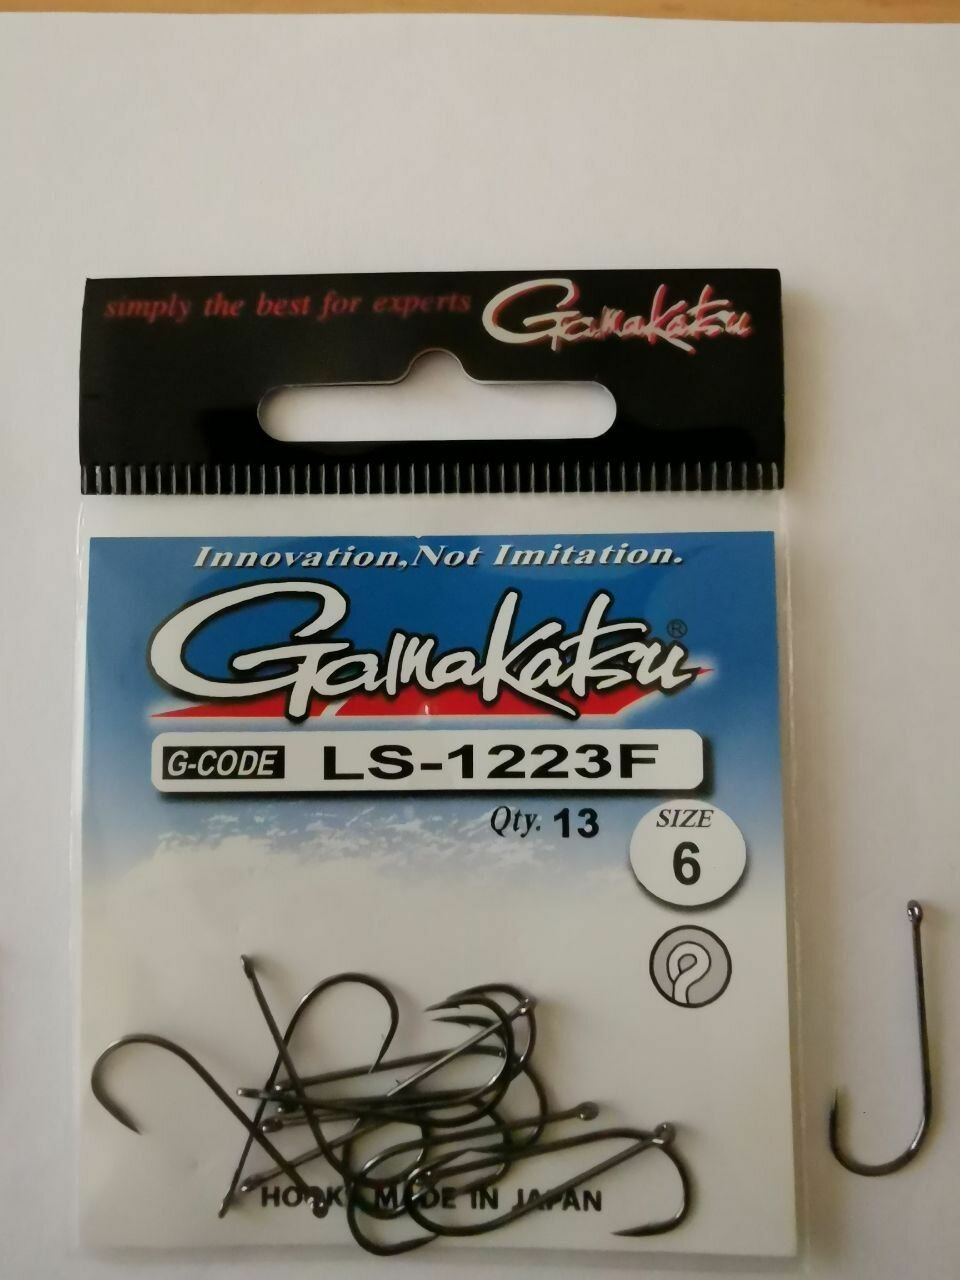 simply the best for experts Gamakatsu
Innovation, Not Imitation.
Gamakatsu®
G-CODE LS-1223F
Qty. 13
SIZE
6
HOOKS MADE IN JAPAN